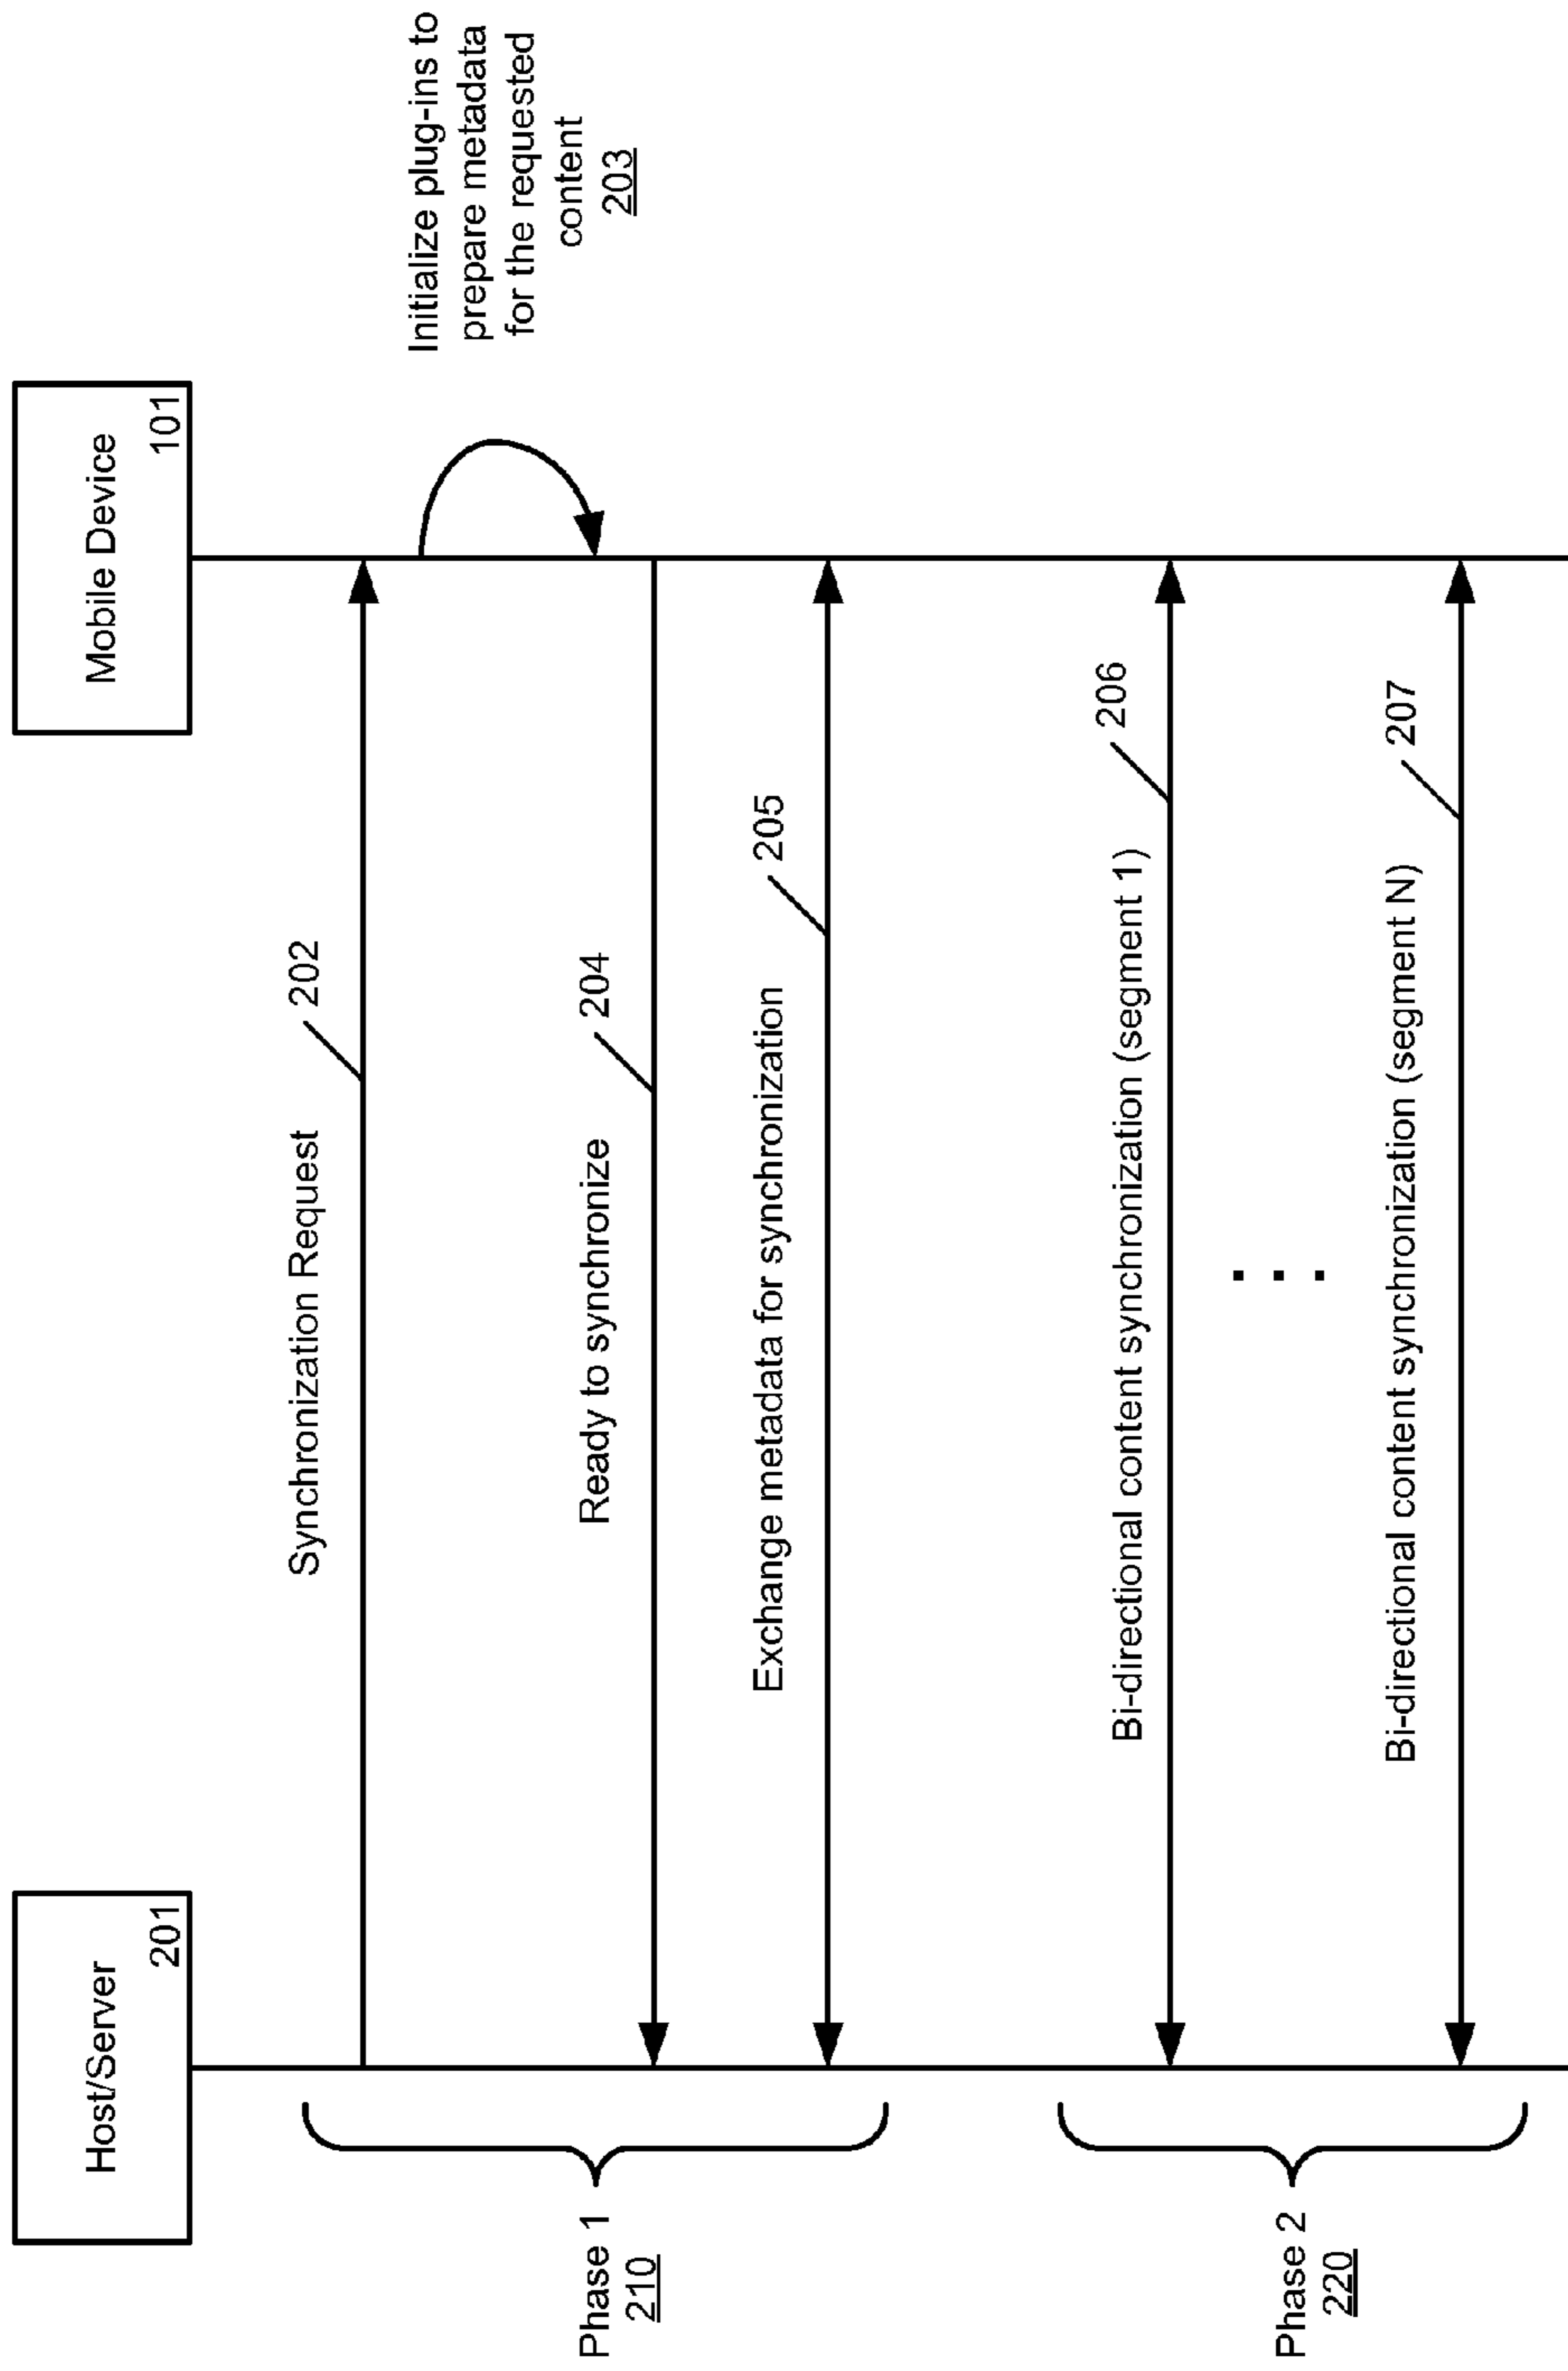 Host/Server
201
Mobile Device
101
Synchronization Request
202
Initialize plug-ins to
prepare metadata
for the requested
content
203
Phase 1
210
Ready to synchronize
204
Exchange metadata for synchronization
205
Phase 2
220
Bi-directional content synchronization (segment 1)
206
. . .
Bi-directional content synchronization (segment N)
207